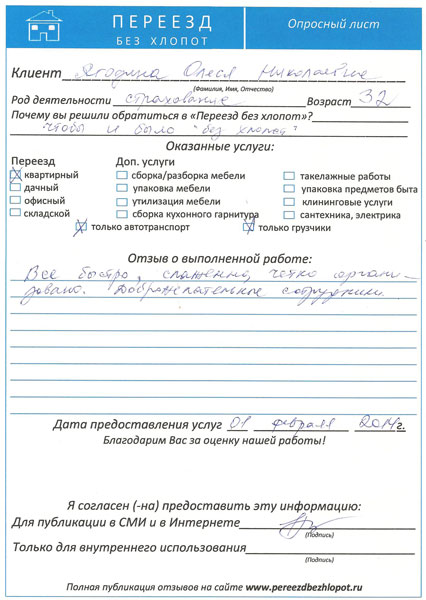 ПЕРЕЕЗД
БЕЗ ХЛОПОТ
Опросный лист
Клиент Ягодина Олеся Николаевна
(Фамилия, Имя, Отчество)
Род деятельности страхование Возраст 32
Почему вы решили обратиться в «Переезд без хлопот»?
Чтобы и было "без хлопот"
Оказанные услуги:
Переезд Доп. услуги
квартирный сборка/разборка мебели такелажные работы
дачный упаковка мебели упаковка предметов быта
офисный утилизация мебели клининговые услуги
складской сборка кухонного гарнитура сантехника, электрика
только автотранспорт только грузчики
Отзыв о выполненной работе:
Все быстро, слаженно, четко органи-
зовано. Доброжелательные сотрудники.
Дата предоставления услуг 01 февраля 2014г.
Благодарим Вас за оценку нашей работы!
Я согласен (-на) предоставить эту информацию:
Для публикации в СМИ и в Интернете
(Подпись)
Только для внутреннего использования
(Подпись)
Полная публикация отзывов на сайте www.pereezdbezhlopot.ru